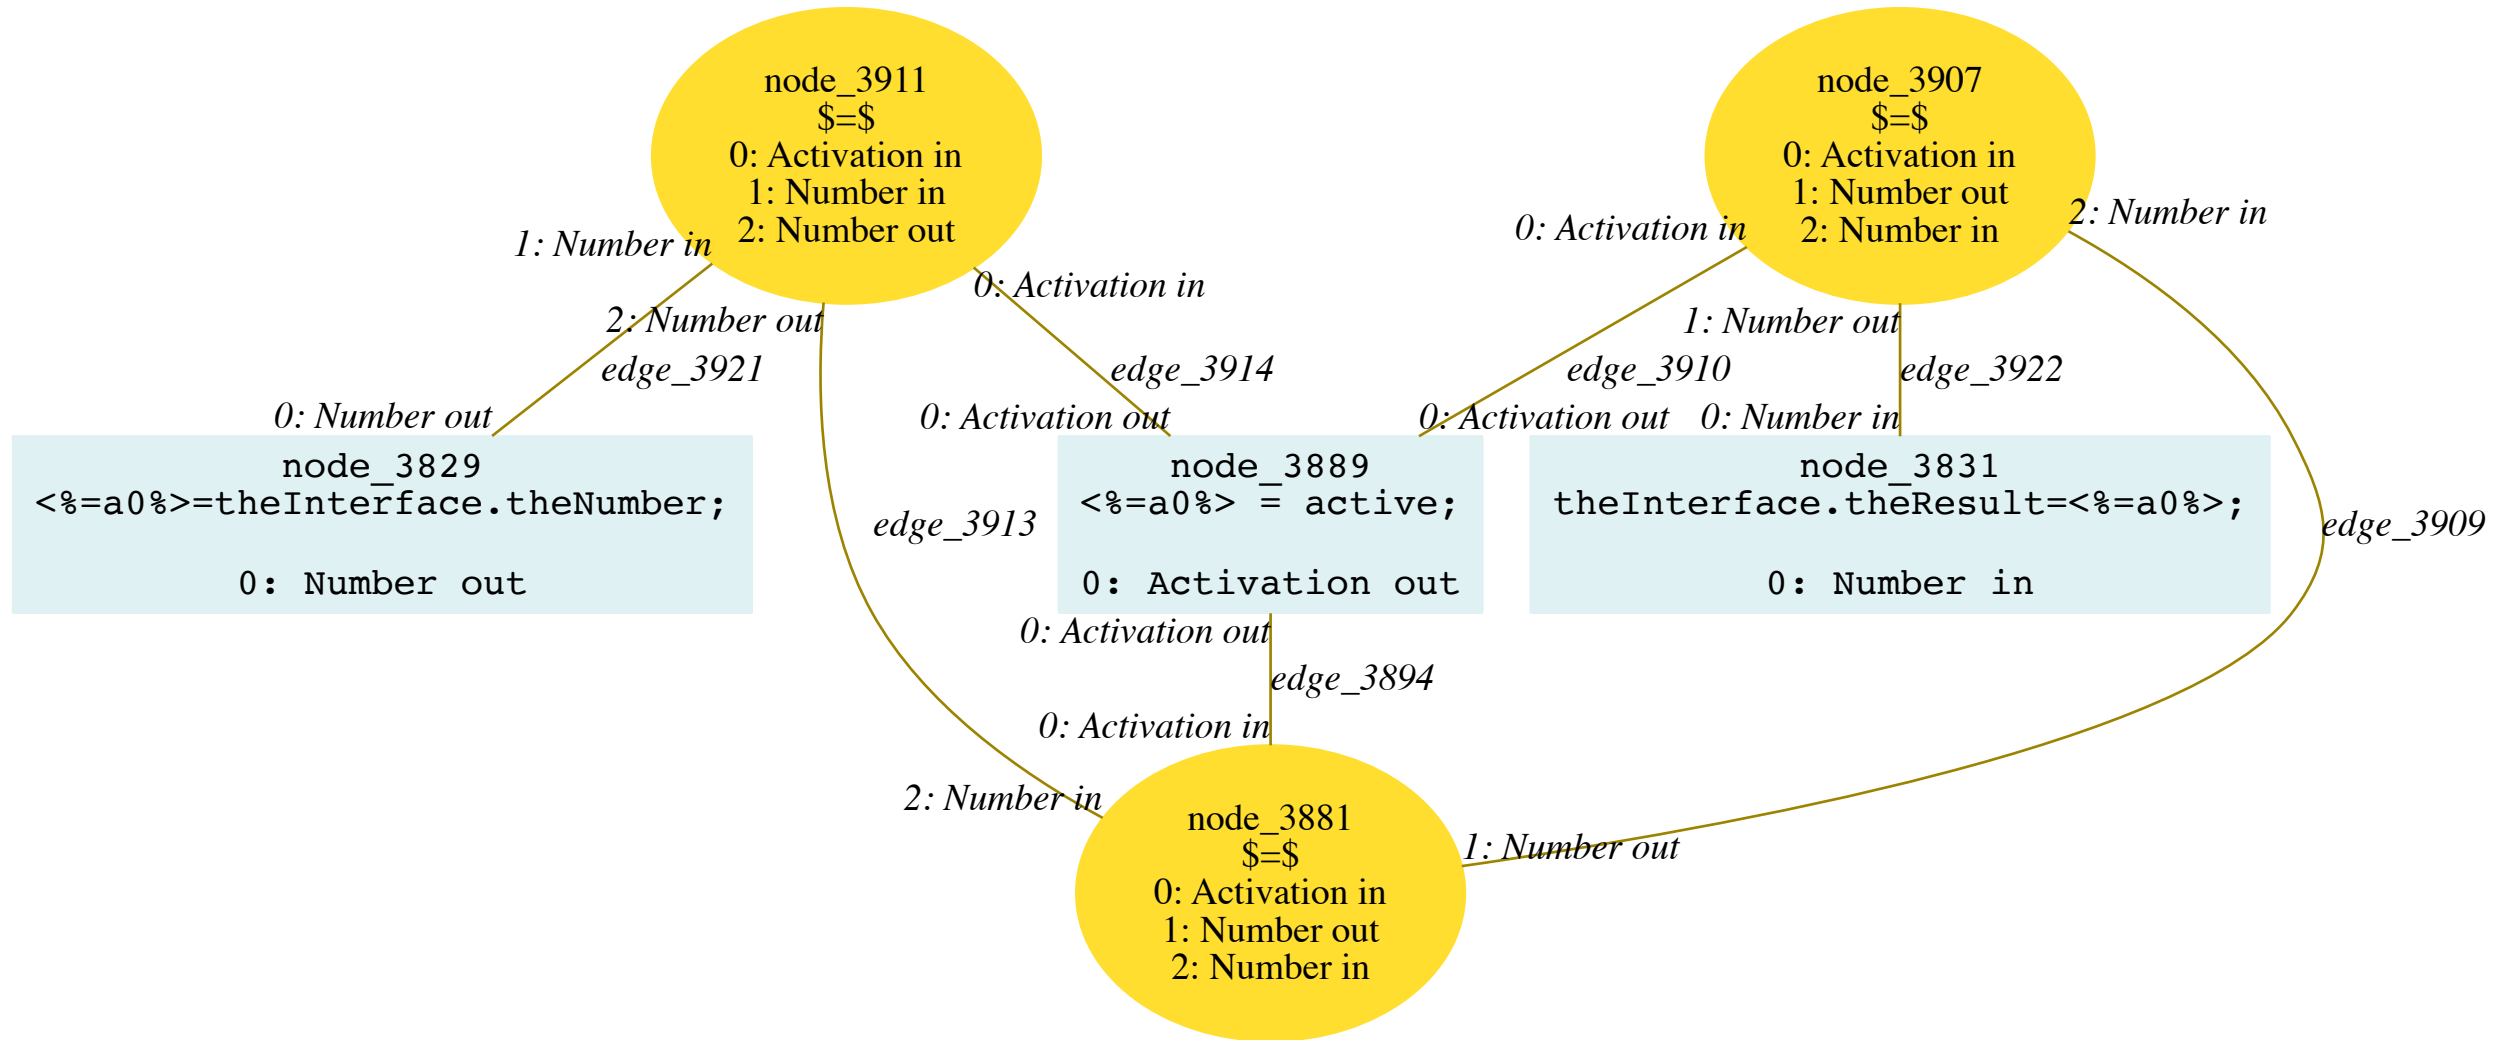 node_3911
$=$
0: Activation in
1: Number in
2: Number out
node_3907
$=$
0: Activation in
1: Number out
2: Number in
2: Number in
0: Activation in
1: Number in
0: Activation in
2: Number out
1: Number out
edge_3921
edge_3914
edge_3910
edge_3922
0: Number out
0: Activation out
0: Activation out
0: Number in
node_3829
<%=a0%>=theInterface.theNumber;
0: Number out
node_3889
<%=a0%> = active;
0: Activation out
node_3831
theInterface.theResult=<%=a0%>;
0: Number in
edge_3913
edge_3909
0: Activation out
edge_3894
0: Activation in
2: Number in
1: Number out
node_3881
$=$
0: Activation in
1: Number out
2: Number in